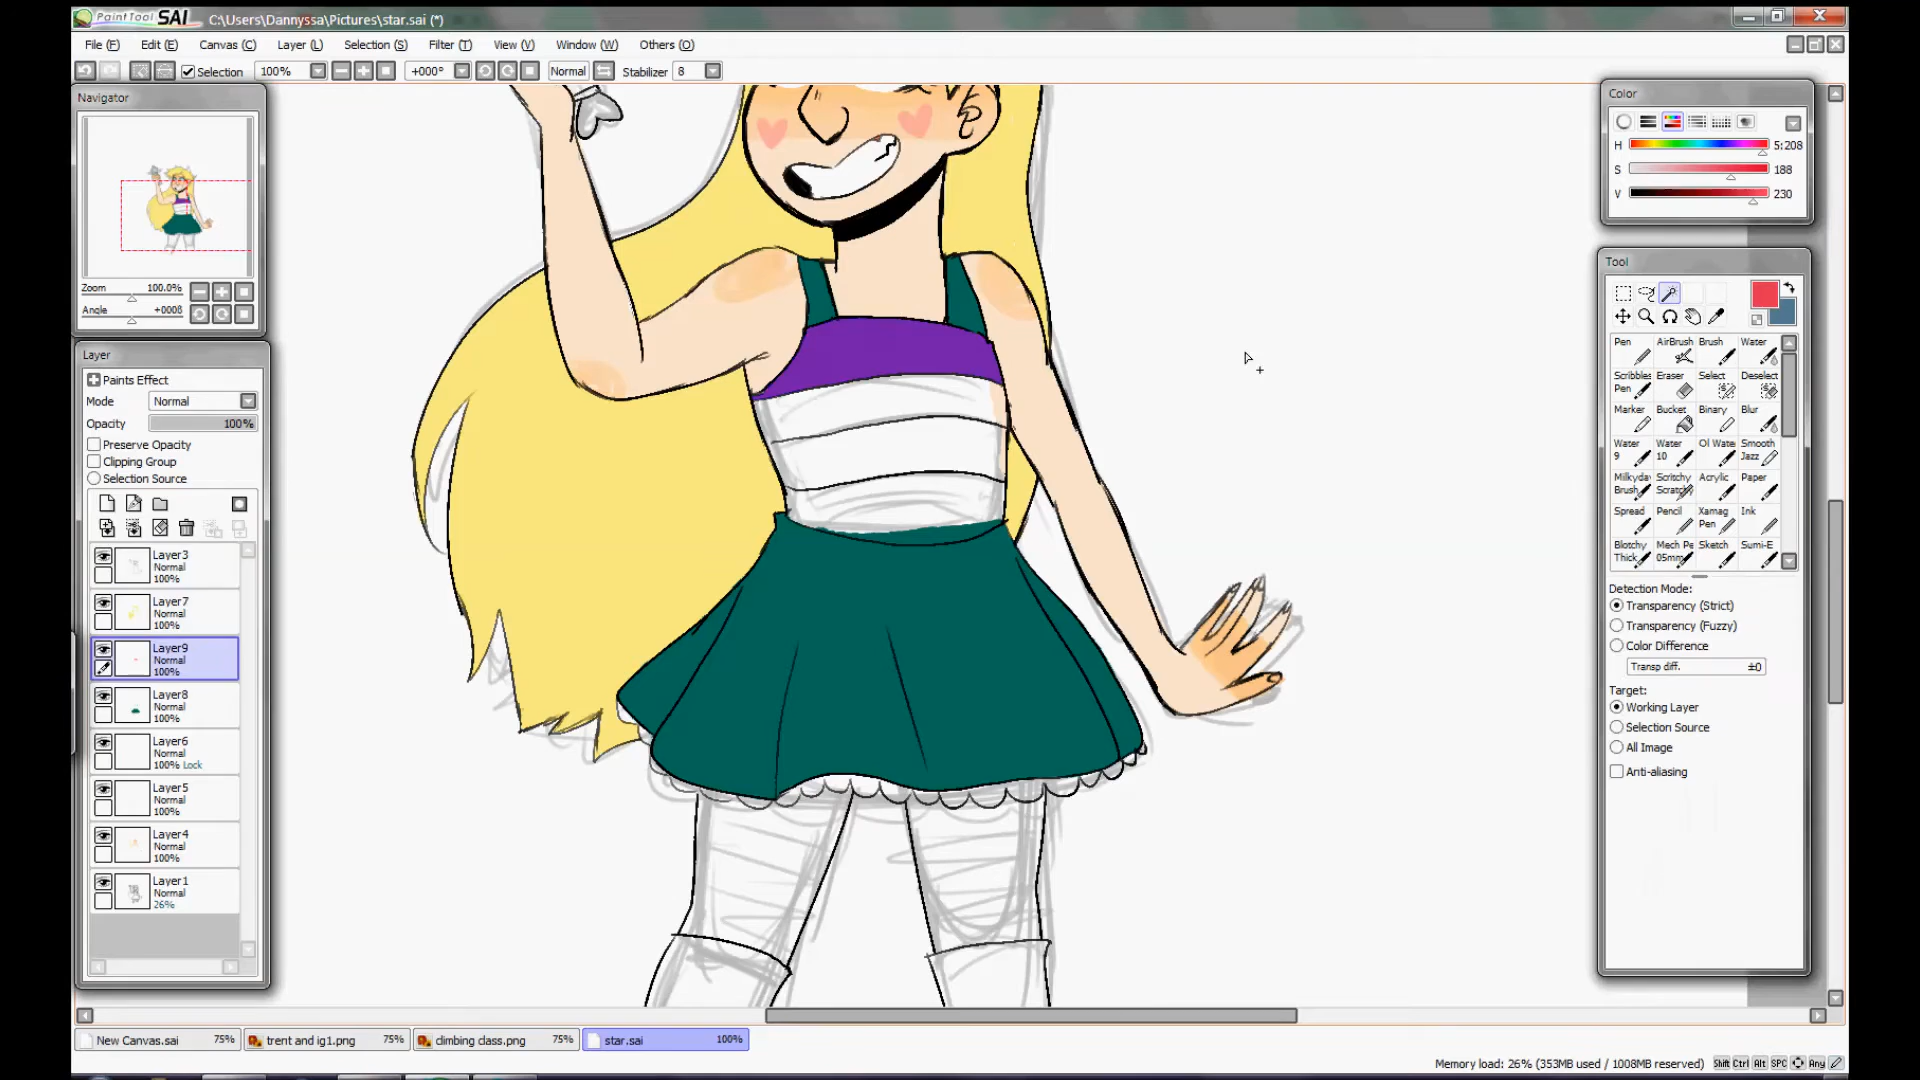 PaintTool SAI C:\Users\Dannyssa\Pictures\star.sai (*)
File (F) Edit (E) Canvas (C) Layer (L) Selection (S) Filter (T) View (V) Window (W) Others (O)
Selection 100% +000° Normal Stabilizer 8
Navigator
Zoom 100.0%
Angle +000§
Layer
Paints Effect
Mode Normal
Opacity 100%
Preserve Opacity
Clipping Group
Selection Source
Layer3
Normal
100%
Layer7
Normal
100%
Layer9
Normal
100%
Layer8
Normal
100%
Layer6
Normal
100% Lock
Layer5
Normal
100%
Layer4
Normal
100%
Layer1
Normal
26%
Color
H 5:208
S 188
V 230
Tool
Pen AirBrush Brush Water
Scribbles Eraser Select Deselect
Pen
Marker Bucket Binary Blur
Water Water Ol Wate Smooth
9 10 Jazz
Milkyda Scritchy Acrylic Paper
Brush Scratch
Spread Pencil Xamag Ink
Pen
Blotchy Mech Pe Sketch Sumi-E
Thick 05mm
Detection Mode:
Transparency (Strict)
Transparency (Fuzzy)
Color Difference
Transp diff. ±0
Target:
Working Layer
Selection Source
All Image
Anti-aliasing
New Canvas.sai 75% trent and ig1.png 75% climbing class.png 75% star.sai 100%
Memory load: 26% (353MB used / 1008MB reserved) Shift Ctrl Alt SPC Any